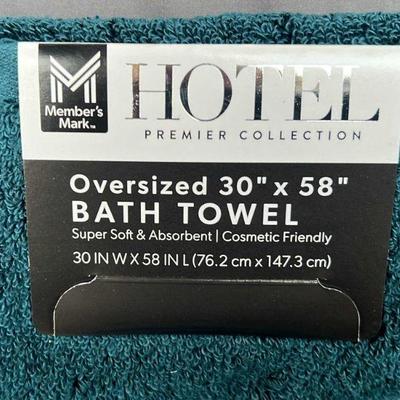 M
Member's
Mark™
HOTEL
PREMIER COLLECTION
Oversized 30" x 58"
BATH TOWEL
Super Soft & Absorbent | Cosmetic Friendly
30 IN W X 58 IN L (76.2 cm x 147.3 cm)